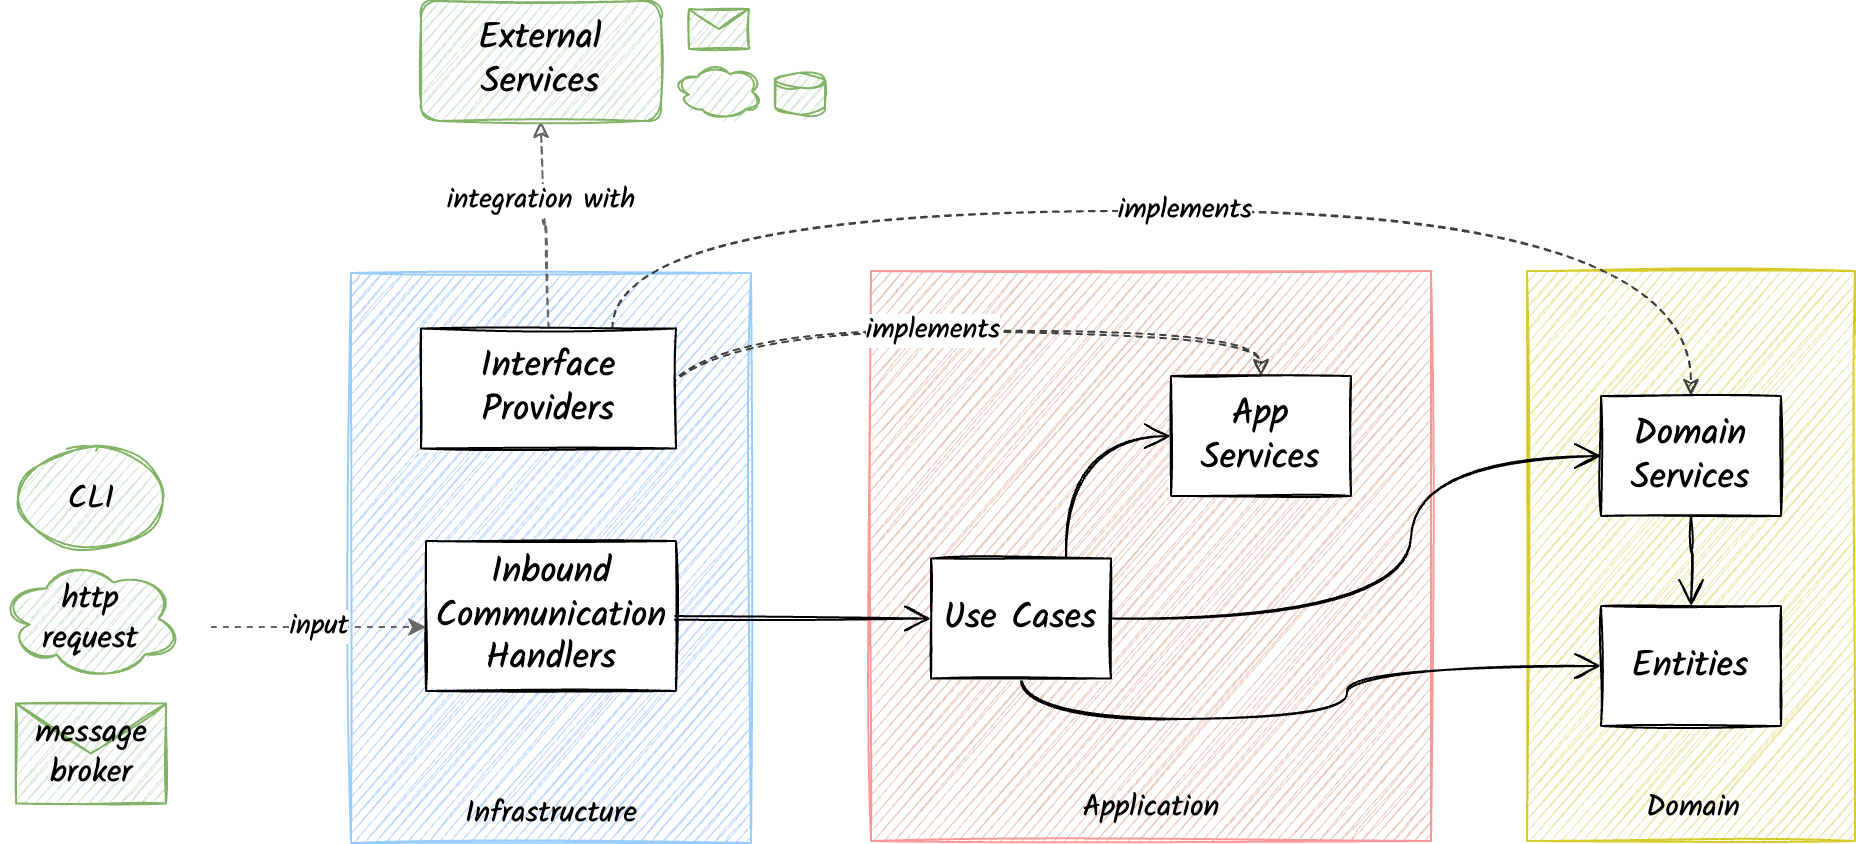 External
Services
integration with
implements
implements
Interface
Providers
App
Services
Domain
Services
CLI
http
request
input
Inbound
Communication
Handlers
Use Cases
Entities
message
broker
Infrastructure
Application
Domain